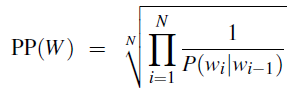 PP(W) = \sqrt[N]{\prod_{i=1}^{N} \frac{1}{P(w_i|w_{i-1})}}